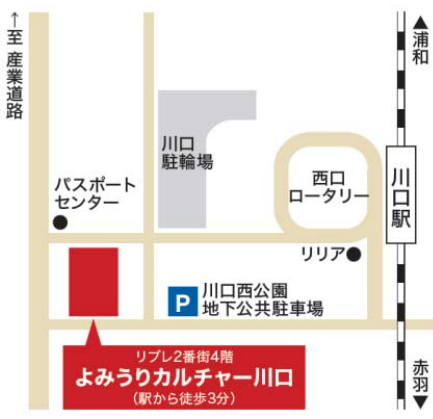 ↑至 産業道路
▲浦和
川口
駐輪場
西口
ロータリー
川口駅
パスポート
センター
リリア
P
川口西公園
地下公共駐車場
リプレ2番街4階
よみうりカルチャー川口
(駅から徒歩3分)
赤羽▼